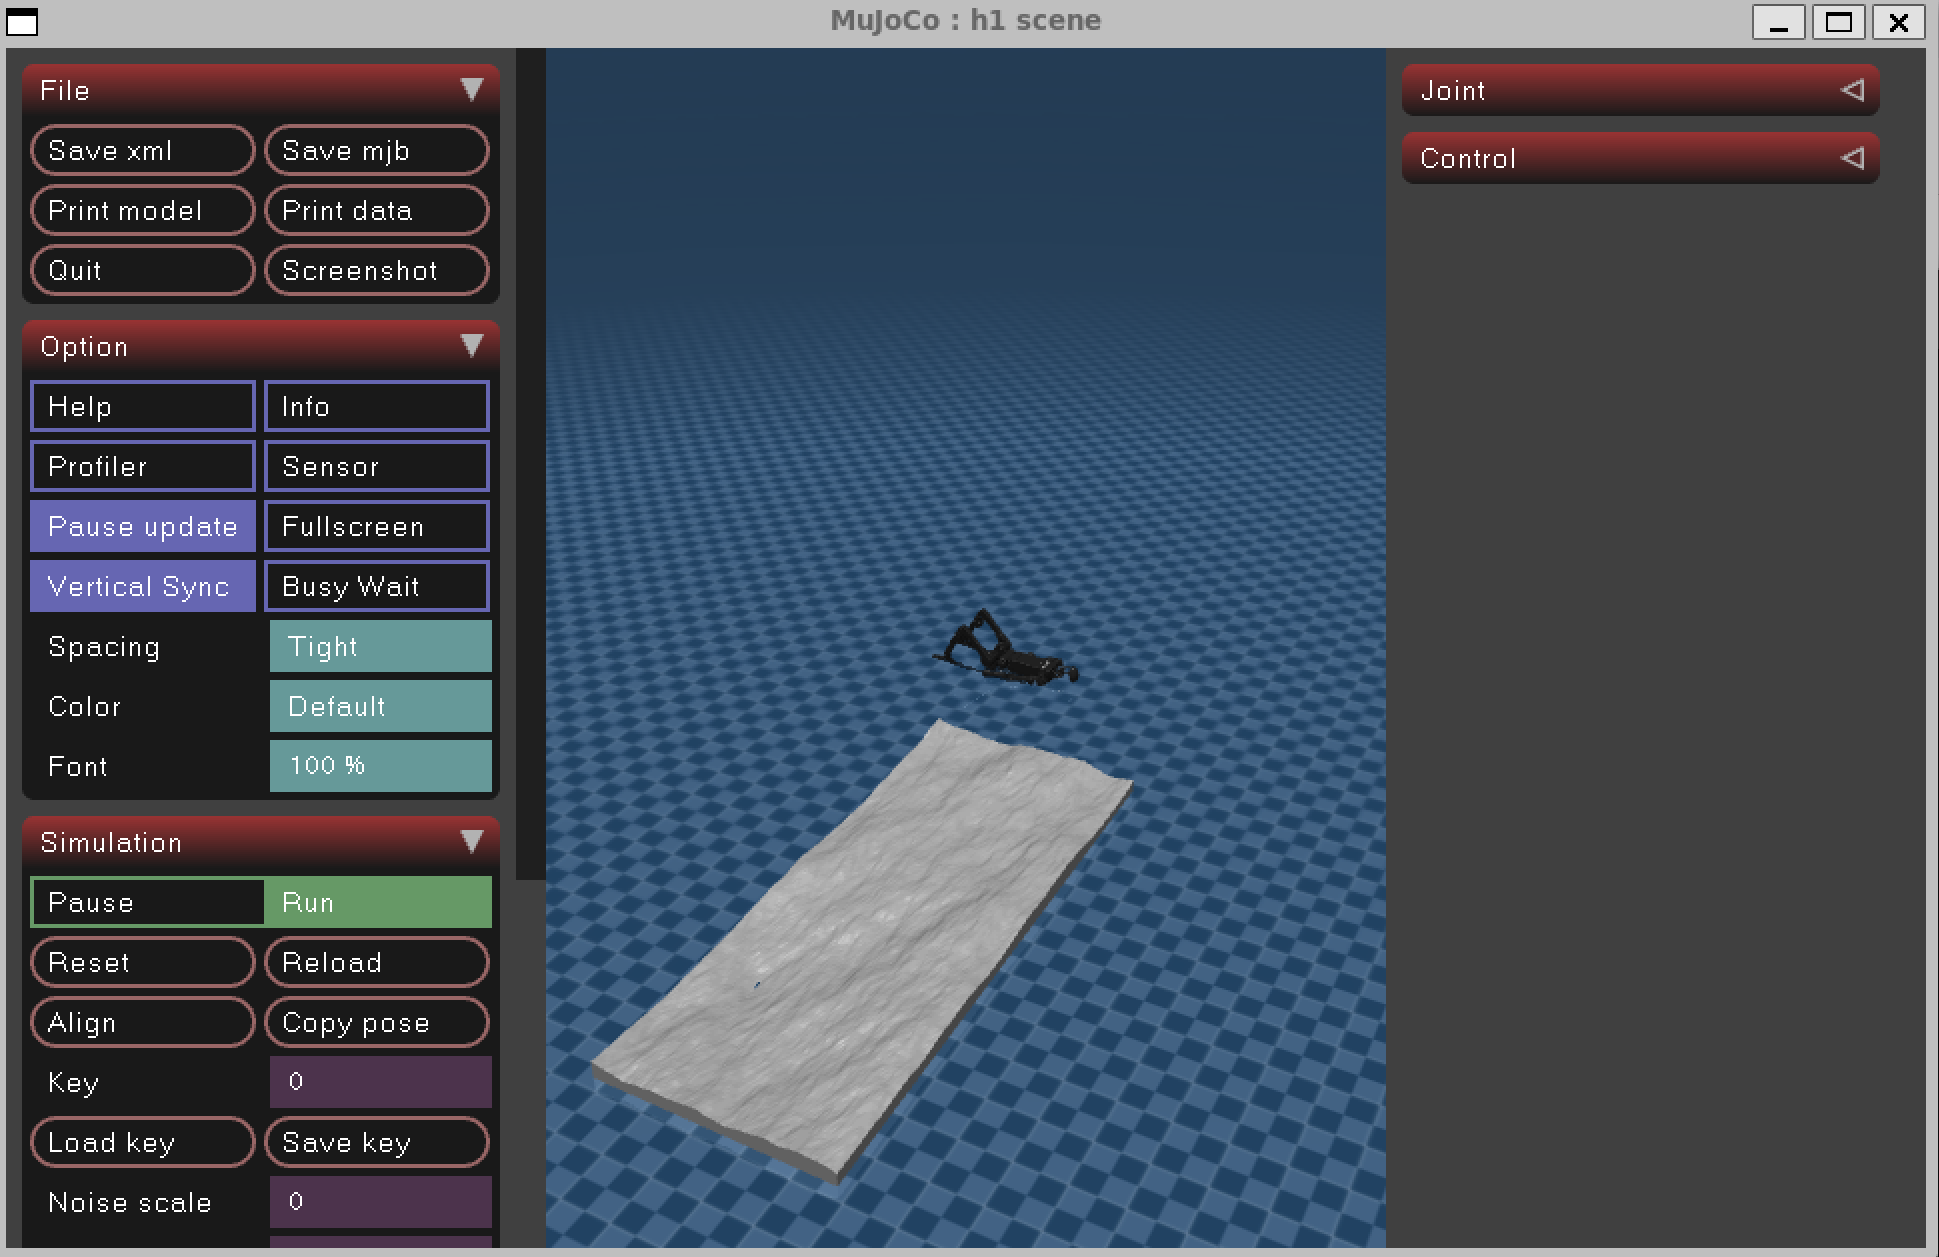 MuJoCo : h1 scene
File
Save xml
Save mjb
Print model
Print data
Quit
Screenshot
Option
Help
Info
Profiler
Sensor
Pause update
Fullscreen
Vertical Sync
Busy Wait
Spacing
Tight
Color
Default
Font
100 %
Simulation
Pause
Run
Reset
Reload
Align
Copy pose
Key
0
Load key
Save key
Noise scale
0
Joint
Control